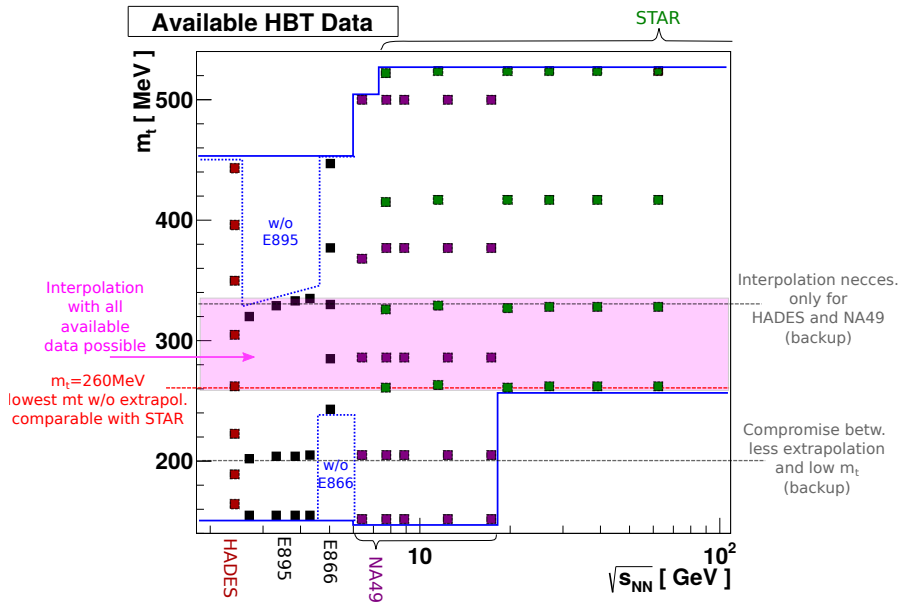 Available HBT Data
STAR
m_t [ MeV]
500
400
300
200
w/o
E895
Interpolation
with all
available
data possible
m_t=260MeV
lowest mt w/o extrapol.
comparable with STAR
Interpolation necces.
only for
HADES and NA49
(backup)
Compromise betw.
less extrapolation
and low m_t
(backup)
w/o
E866
HADES
E895
E866
NA49
10
10²
√s_NN [ GeV ]